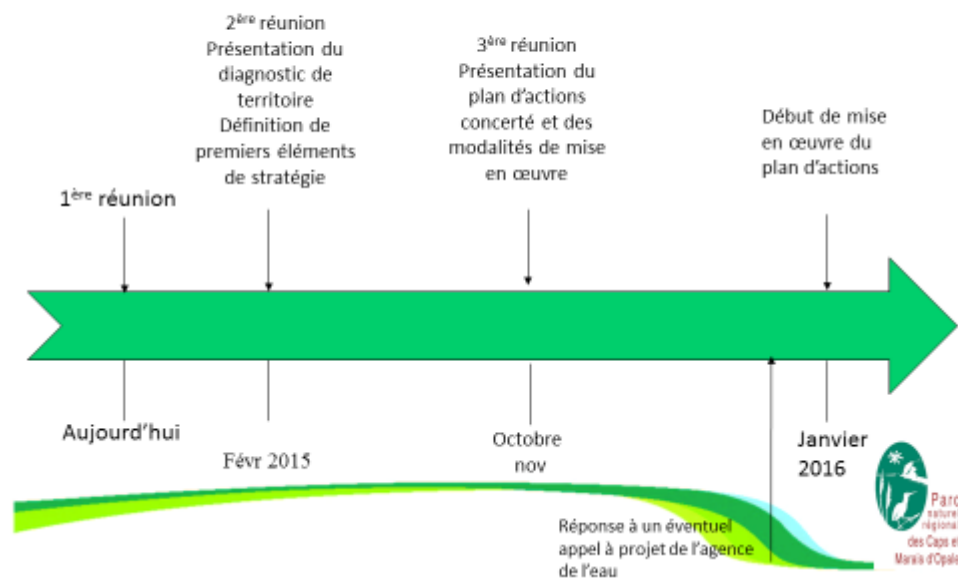 1ère réunion
2ère réunion
Présentation du
diagnostic de
territoire
Définition de
premiers éléments
de stratégie
3ère réunion
Présentation du
plan d'actions
concerté et des
modalités de mise
en œuvre
Début de mise
en œuvre du
plan d'actions
Aujourd'hui
Févr 2015
Octobre
nov
Janvier
2016
Réponse à un éventuel
appel à projet de l'agence
de l'eau
Parc
naturel
régional
des Caps et
Marais d'Opale